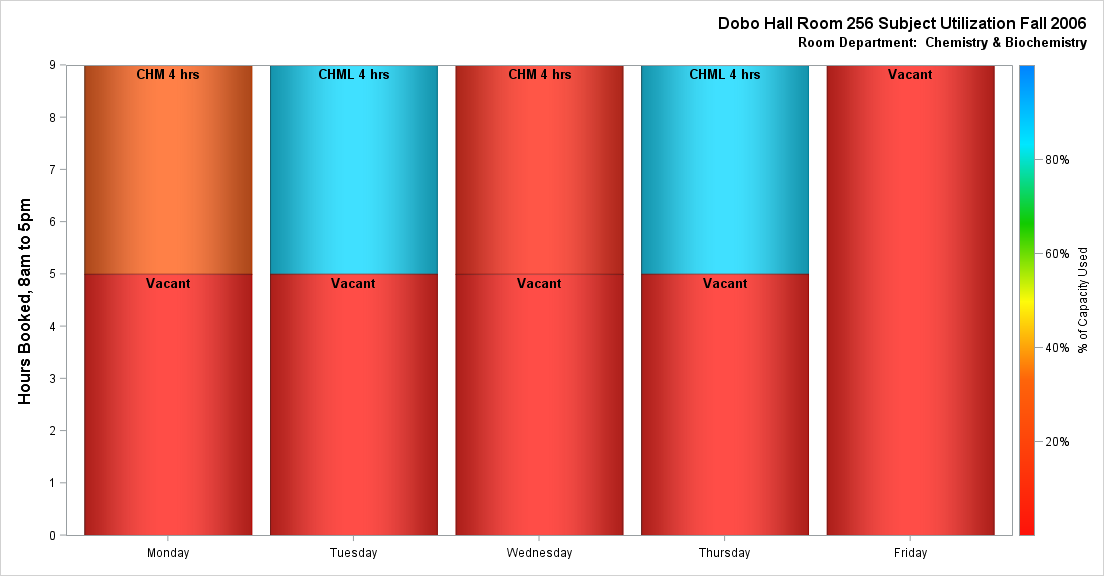 Dobo Hall Room 256 Subject Utilization Fall 2006
Room Department:  Chemistry & Biochemistry
Hours Booked, 8am to 5pm
9
8
7
6
5
4
3
2
1
0
CHM 4 hrs
CHML 4 hrs
CHM 4 hrs
CHML 4 hrs
Vacant
Vacant
Vacant
Vacant
Vacant
Monday
Tuesday
Wednesday
Thursday
Friday
80%
60%
40%
20%
% of Capacity Used